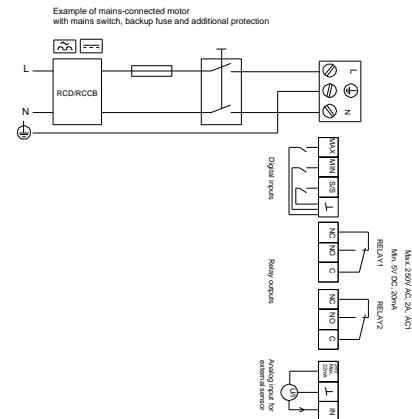 Example of mains-connected motor
with mains switch, backup fuse and additional protection
L
RCD/RCCB
N
L
N
MAX
MIN
S/S
Digital inputs
NC
NO
C
RELAY1
Max. 250V AC, 2A, AC1
Min. 5V DC, 20mA
Relay outputs
NC
NO
C
RELAY2
Max.
22mA
U/I
IN
Analog input for
external sensor